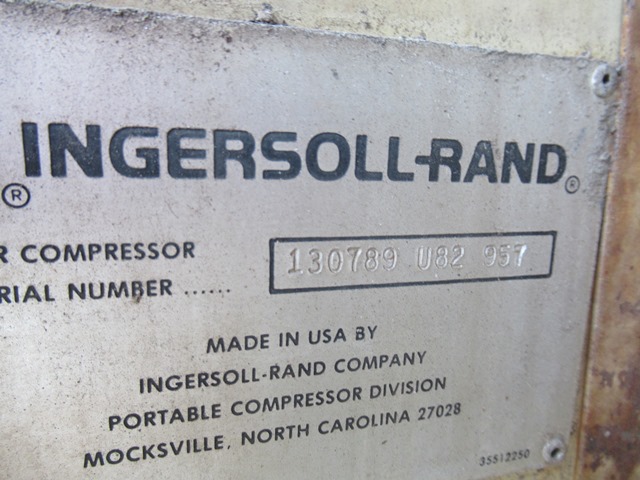 INGERSOLL-RAND®
®
R COMPRESSOR
RIAL NUMBER ...... 130789 U82 957
MADE IN USA BY
INGERSOLL-RAND COMPANY
PORTABLE COMPRESSOR DIVISION
MOCKSVILLE, NORTH CAROLINA 27028
35512250